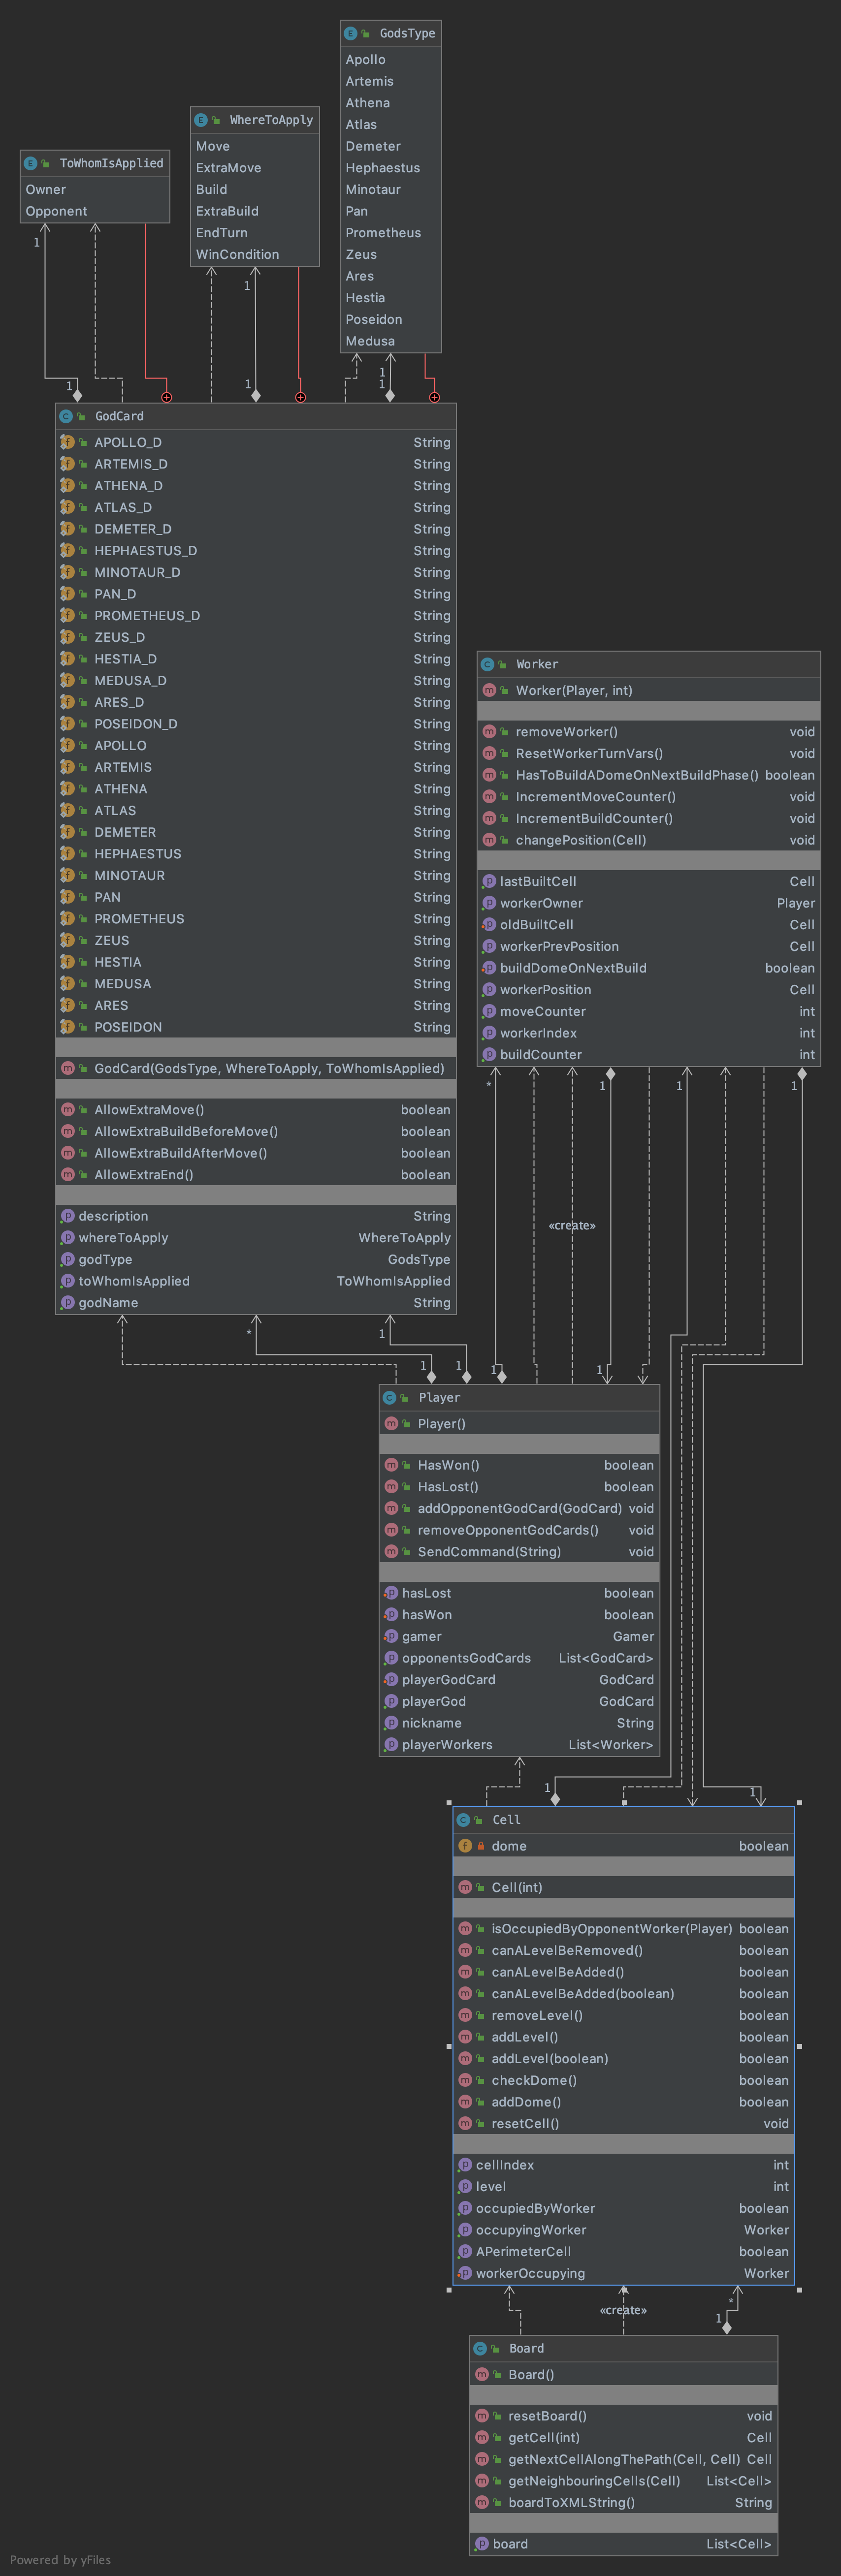 GodsType
Apollo
Artemis
Athena
Atlas
Demeter
Hephaestus
Minotaur
Pan
Prometheus
Zeus
Ares
Hestia
Poseidon
Medusa
WhereToApply
Move
ExtraMove
Build
ExtraBuild
EndTurn
WinCondition
ToWhomIsApplied
Owner
Opponent
1
1
1
1
1
1
GodCard
APOLLO_D String
ARTEMIS_D String
ATHENA_D String
ATLAS_D String
DEMETER_D String
HEPHAESTUS_D String
MINOTAUR_D String
PAN_D String
PROMETHEUS_D String
ZEUS_D String
HESTIA_D String
MEDUSA_D String
ARES_D String
POSEIDON_D String
APOLLO String
ARTEMIS String
ATHENA String
ATLAS String
DEMETER String
HEPHAESTUS String
MINOTAUR String
PAN String
PROMETHEUS String
ZEUS String
HESTIA String
MEDUSA String
ARES String
POSEIDON String
GodCard(GodsType, WhereToApply, ToWhomIsApplied)
AllowExtraMove() boolean
AllowExtraBuildBeforeMove() boolean
AllowExtraBuildAfterMove() boolean
AllowExtraEnd() boolean
description String
whereToApply WhereToApply
godType GodsType
toWhomIsApplied ToWhomIsApplied
godName String
Worker
Worker(Player, int)
removeWorker() void
ResetWorkerTurnVars() void
HasToBuildADomeOnNextBuildPhase() boolean
IncrementMoveCounter() void
IncrementBuildCounter() void
changePosition(Cell) void
lastBuiltCell Cell
workerOwner Player
oldBuiltCell Cell
workerPrevPosition Cell
buildDomeOnNextBuild boolean
workerPosition Cell
moveCounter int
workerIndex int
buildCounter int
* 1 1 1
«create»
* 1
1 1 1 1
Player
Player()
HasWon() boolean
HasLost() boolean
addOpponentGodCard(GodCard) void
removeOpponentGodCards() void
SendCommand(String) void
hasLost boolean
hasWon boolean
gamer Gamer
opponentsGodCards List<GodCard>
playerGodCard GodCard
playerGod GodCard
nickname String
playerWorkers List<Worker>
1 1
Cell
dome boolean
Cell(int)
isOccupiedByOpponentWorker(Player) boolean
canALevelBeRemoved() boolean
canALevelBeAdded() boolean
canALevelBeAdded(boolean) boolean
removeLevel() boolean
addLevel() boolean
addLevel(boolean) boolean
checkDome() boolean
addDome() boolean
resetCell() void
cellIndex int
level int
occupiedByWorker boolean
occupyingWorker Worker
APerimeterCell boolean
workerOccupying Worker
*
«create»
1
Board
Board()
resetBoard() void
getCell(int) Cell
getNextCellAlongThePath(Cell, Cell) Cell
getNeighbouringCells(Cell) List<Cell>
boardToXMLString() String
board List<Cell>
Powered by yFiles